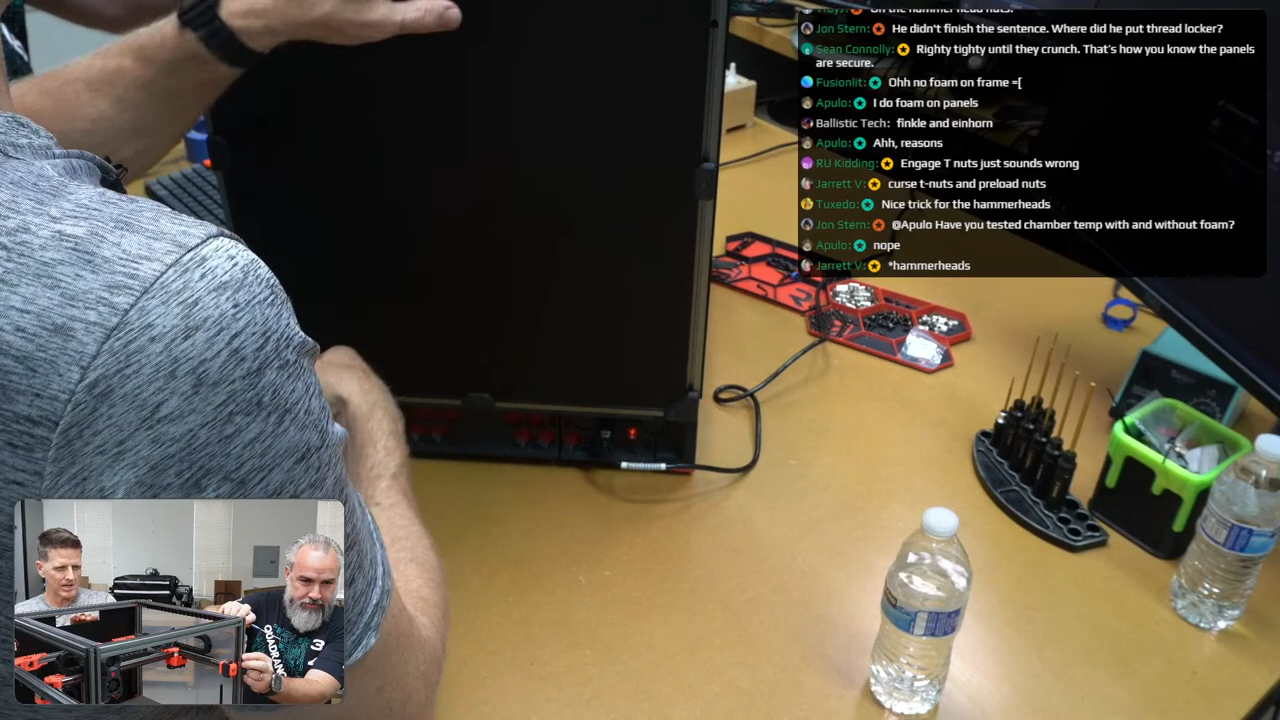 Jon Stern: He didn't finish the sentence. Where did he put thread locker?
Sean Connolly: Righty tighty until they crunch. That's how you know the panels
are secure.
Fusionlit: Ohh no foam on frame =[
Apulo: I do foam on panels
Ballistic Tech: finkle and einhorn
Apulo: Ahh, reasons
RU Kidding: Engage T nuts just sounds wrong
Jarrett V: curse t-nuts and preload nuts
Tuxedo: Nice trick for the hammerheads
Jon Stern: @Apulo Have you tested chamber temp with and without foam?
Apulo: nope
Jarrett V: *hammerheads
3